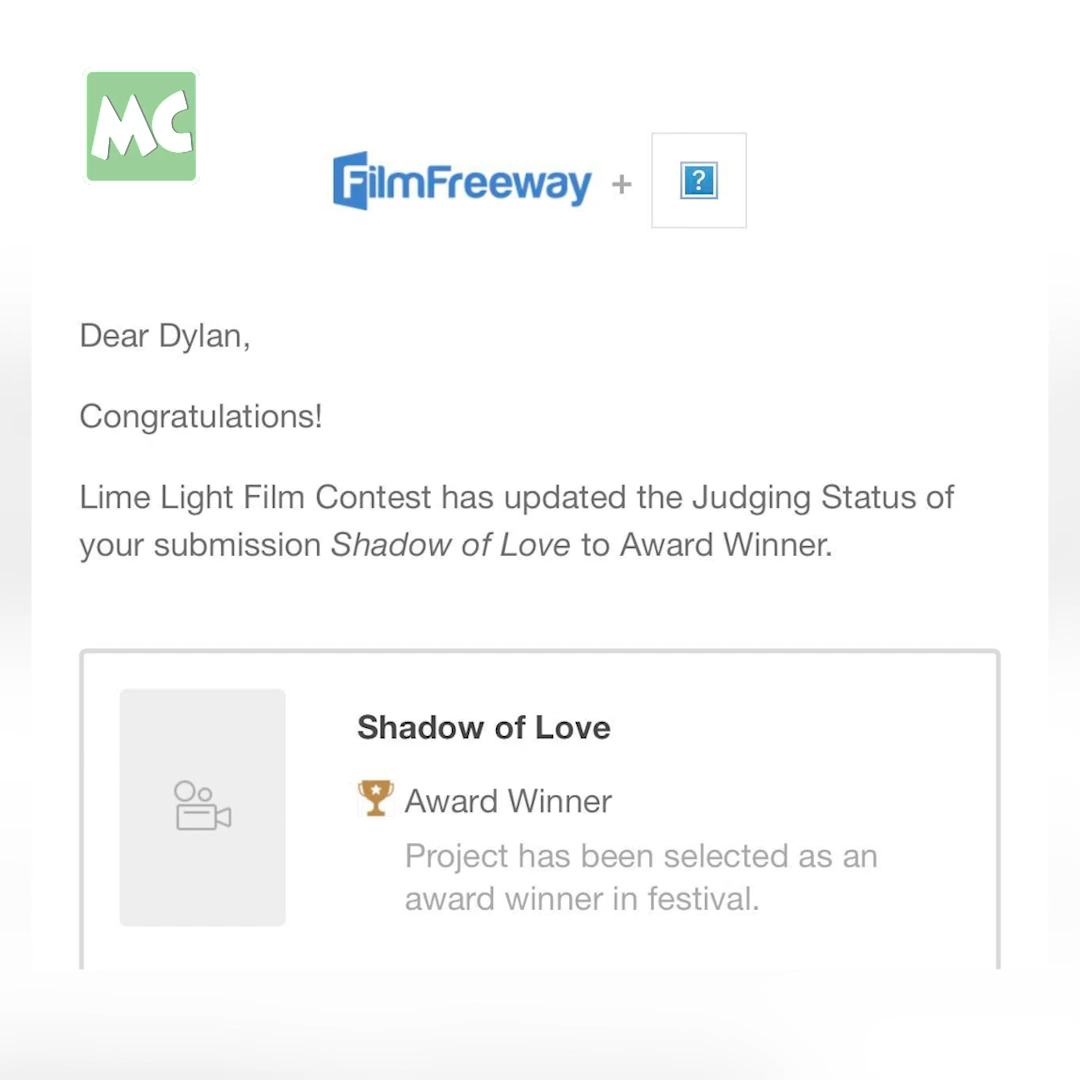 MC
FilmFreeway + ?
Dear Dylan,
Congratulations!
Lime Light Film Contest has updated the Judging Status of
your submission Shadow of Love to Award Winner.
Shadow of Love
Award Winner
Project has been selected as an
award winner in festival.